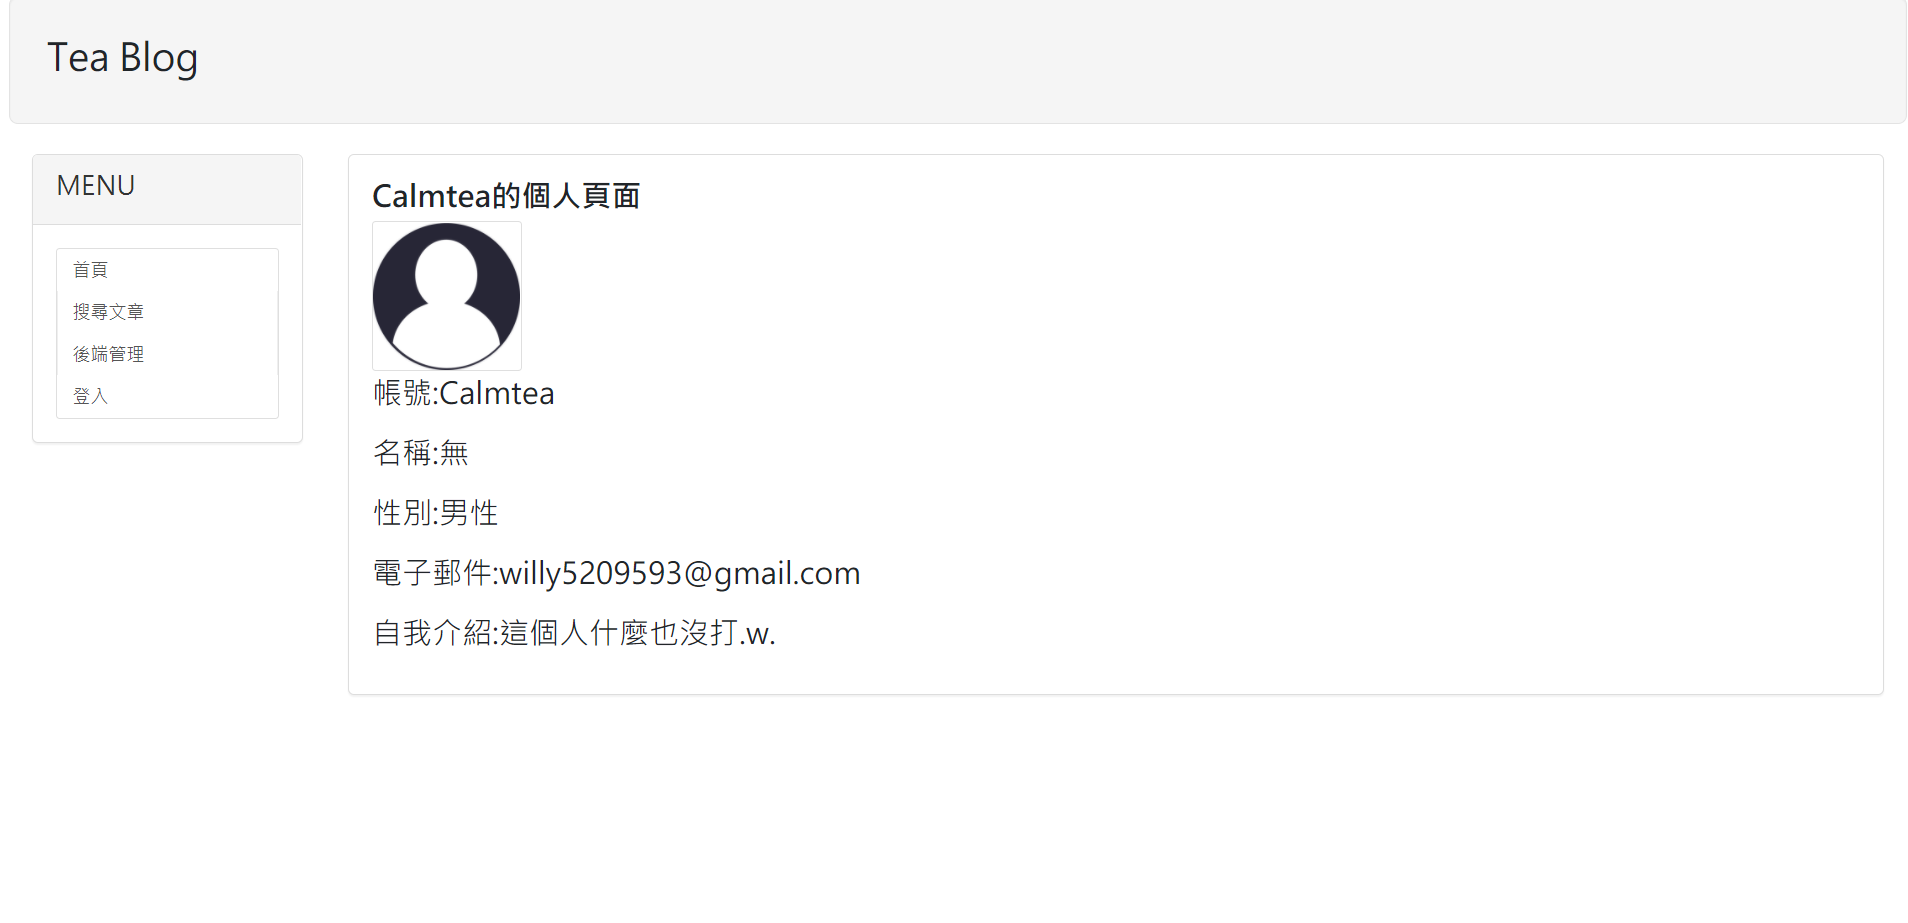 Tea Blog
MENU
首頁
搜尋文章
後端管理
登入
Calmtea的個人頁面
帳號:Calmtea
名稱:無
性別:男性
電子郵件:willy5209593@gmail.com
自我介紹:這個人什麼也沒打.w.